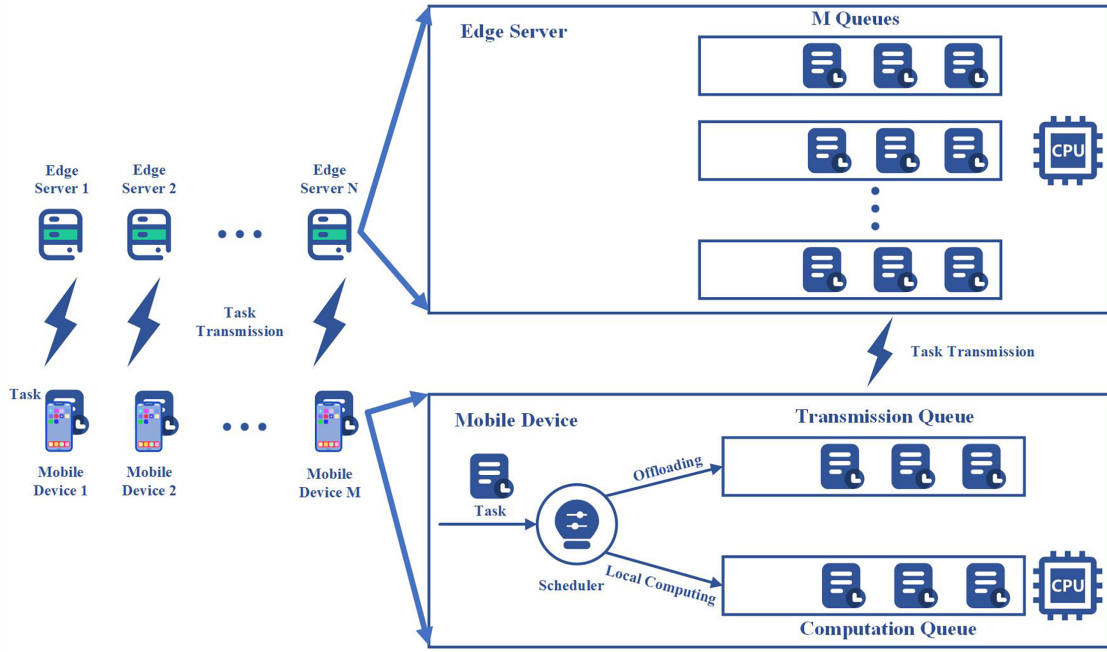 Edge Server
M Queues
CPU
Edge
Server 1
Edge
Server 2
Edge
Server N
Task
Transmission
Task Transmission
Task
Mobile
Device 1
Mobile
Device 2
Mobile
Device M
Mobile Device
Transmission Queue
Task
Offloading
Scheduler
Local Computing
CPU
Computation Queue